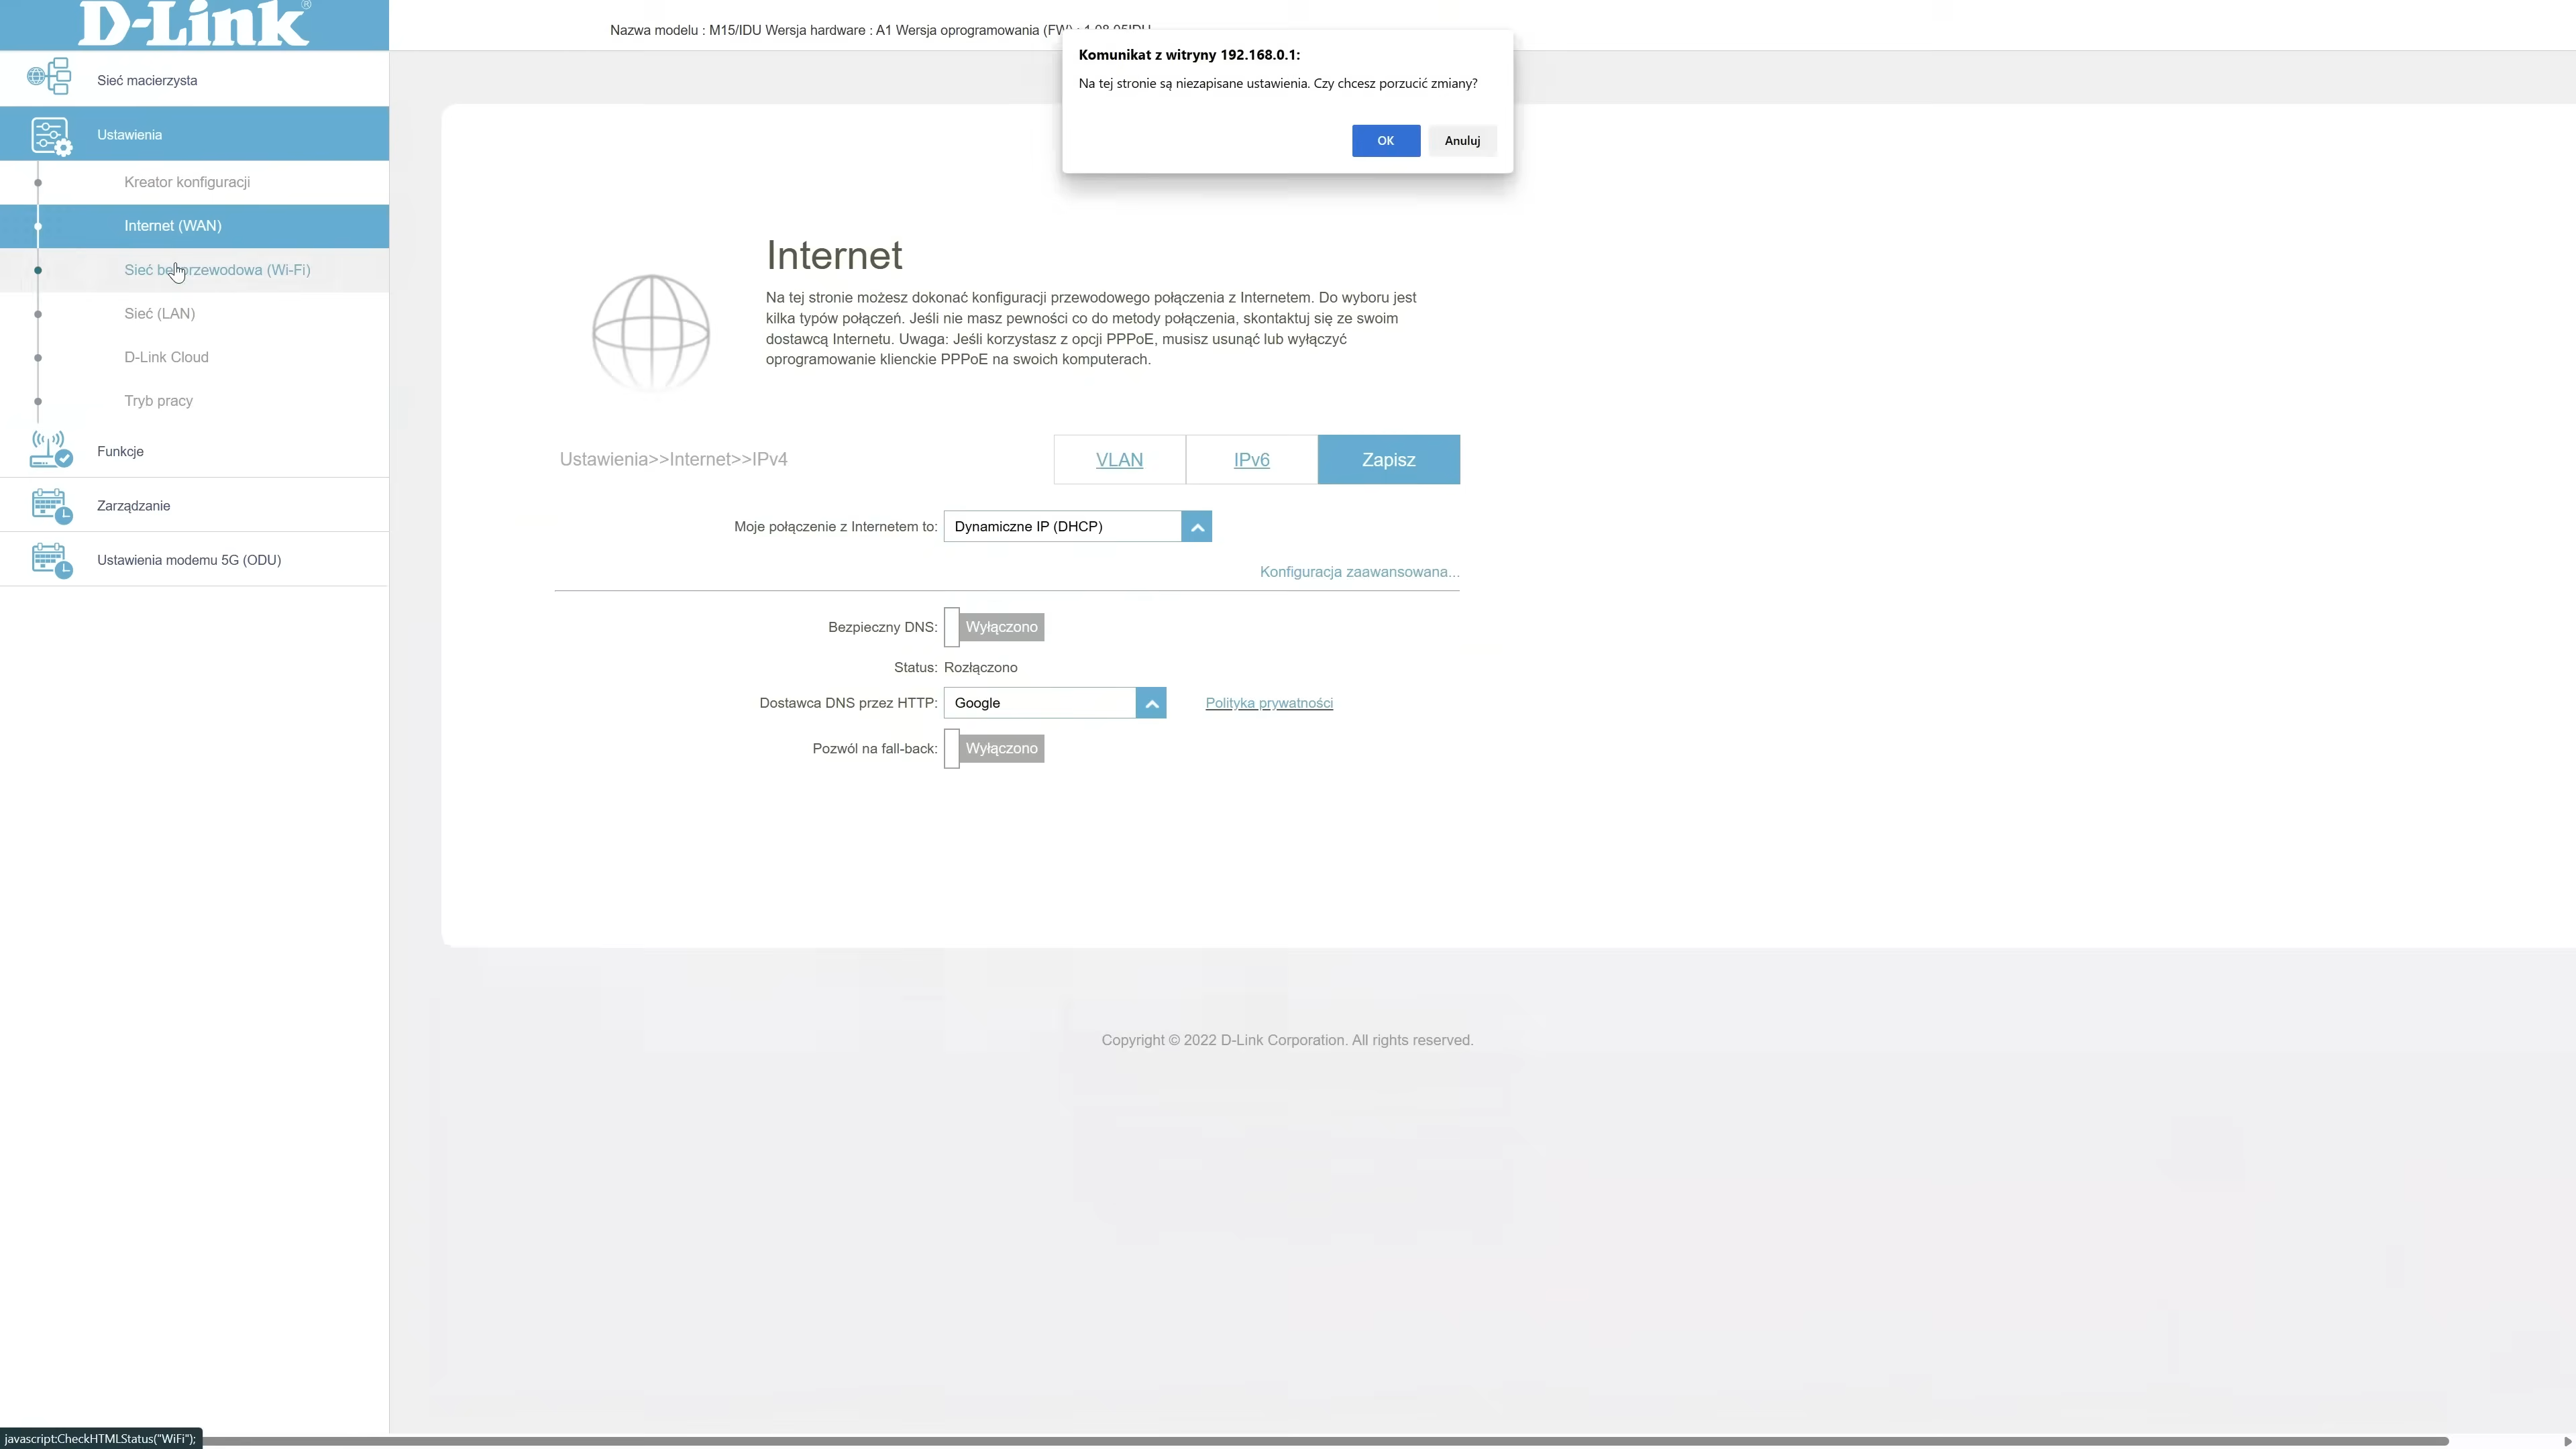 D-Link®
Nazwa modelu : M15/IDU Wersja hardware : A1 Wersja oprogramowania (FW) : 1.08.05IDU
Komunikat z witryny 192.168.0.1:
Na tej stronie są niezapisane ustawienia. Czy chcesz porzucić zmiany?
OK
Anuluj
Sieć macierzysta
Ustawienia
Kreator konfiguracji
Internet (WAN)
Sieć bezprzewodowa (Wi-Fi)
Sieć (LAN)
D-Link Cloud
Tryb pracy
Funkcje
Zarządzanie
Ustawienia modemu 5G (ODU)
Internet
Na tej stronie możesz dokonać konfiguracji przewodowego połączenia z Internetem. Do wyboru jest
kilka typów połączeń. Jeśli nie masz pewności co do metody połączenia, skontaktuj się ze swoim
dostawcą Internetu. Uwaga: Jeśli korzystasz z opcji PPPoE, musisz usunąć lub wyłączyć
oprogramowanie klienckie PPPoE na swoich komputerach.
Ustawienia>>Internet>>IPv4
VLAN
IPv6
Zapisz
Moje połączenie z Internetem to: Dynamiczne IP (DHCP)
Konfiguracja zaawansowana...
Bezpieczny DNS: Wyłączono
Status: Rozłączono
Dostawca DNS przez HTTP: Google
Polityka prywatności
Pozwól na fall-back: Wyłączono
Copyright © 2022 D-Link Corporation. All rights reserved.
javascript:CheckHTMLStatus("WiFi");